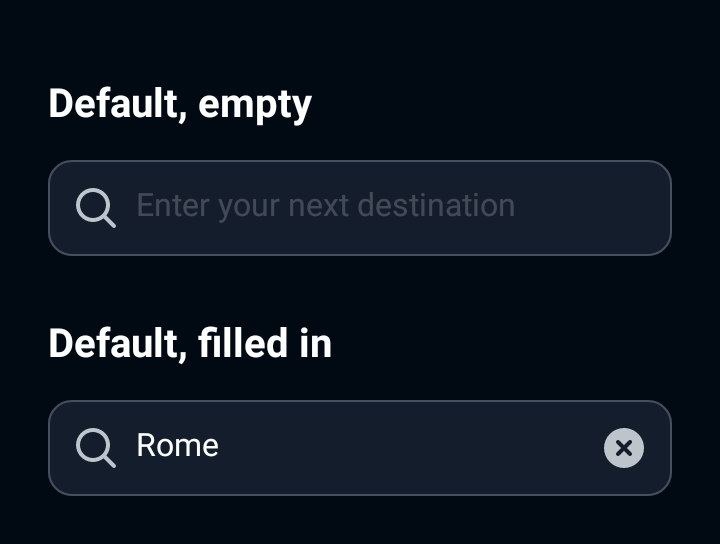 Default, empty
Enter your next destination
Default, filled in
Rome